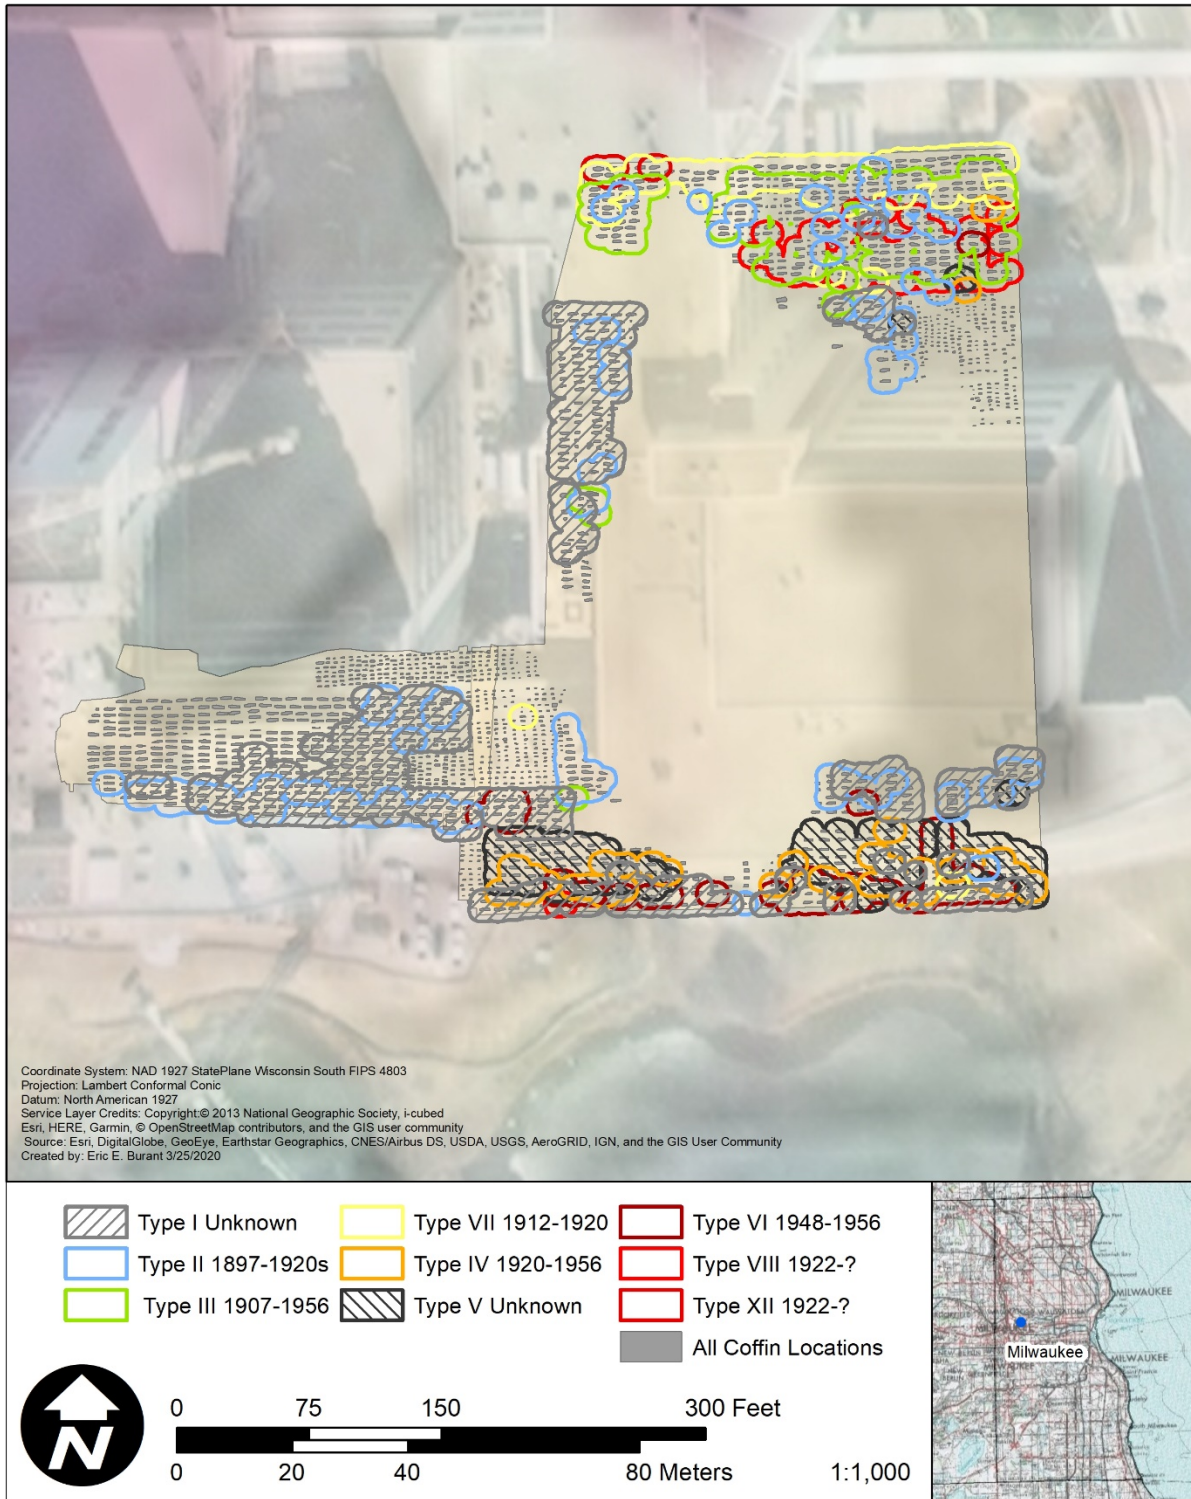 Coordinate System: NAD 1927 StatePlane Wisconsin South FIPS 4803
Projection: Lambert Conformal Conic
Datum: North American 1927
Service Layer Credits: Copyright:© 2013 National Geographic Society, i-cubed
Esri, HERE, Garmin, © OpenStreetMap contributors, and the GIS user community
Source: Esri, DigitalGlobe, GeoEye, Earthstar Geographics, CNES/Airbus DS, USDA, USGS, AeroGRID, IGN, and the GIS User Community
Created by: Eric E. Burant 3/25/2020
Type I Unknown
Type VII 1912-1920
Type VI 1948-1956
Type II 1897-1920s
Type IV 1920-1956
Type VIII 1922-?
Type III 1907-1956
Type V Unknown
Type XII 1922-?
All Coffin Locations
N
0 75 150 300 Feet
0 20 40 80 Meters
1:1,000
MILWAUKEE
Milwaukee
MILWAUKEE